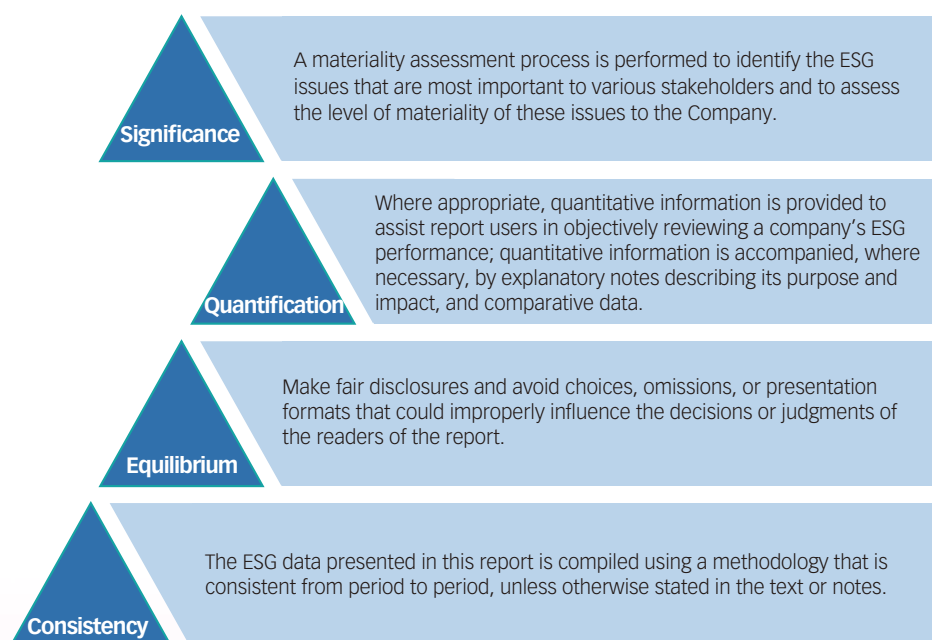 Significance
A materiality assessment process is performed to identify the ESG
issues that are most important to various stakeholders and to assess
the level of materiality of these issues to the Company.
Quantification
Where appropriate, quantitative information is provided to
assist report users in objectively reviewing a company's ESG
performance; quantitative information is accompanied, where
necessary, by explanatory notes describing its purpose and
impact, and comparative data.
Equilibrium
Make fair disclosures and avoid choices, omissions, or presentation
formats that could improperly influence the decisions or judgments of
the readers of the report.
Consistency
The ESG data presented in this report is compiled using a methodology that is
consistent from period to period, unless otherwise stated in the text or notes.